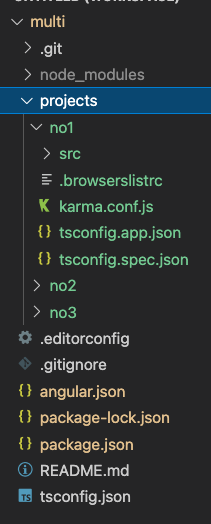 multi
.git
node_modules
projects
no1
src
.browserslistrc
karma.conf.js
{} tsconfig.app.json
{} tsconfig.spec.json
no2
no3
.editorconfig
.gitignore
{} angular.json
{} package-lock.json
{} package.json
README.md
TS tsconfig.json